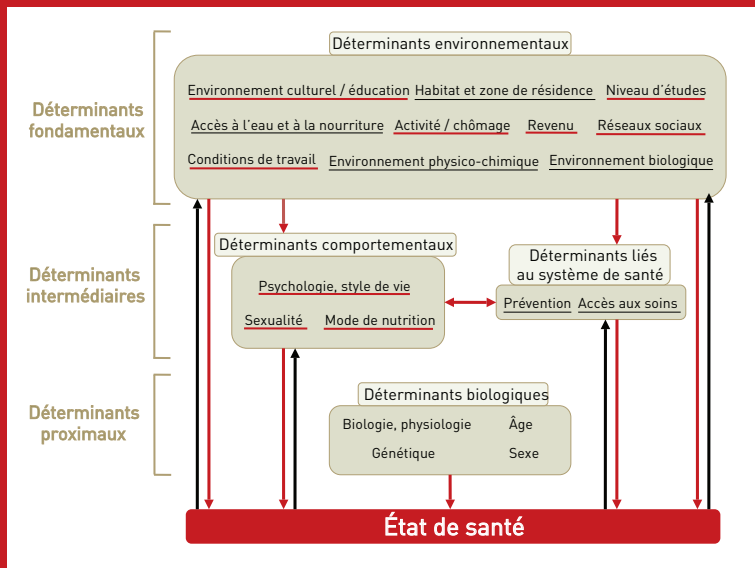 Déterminants environnementaux
Déterminants
fondamentaux
Environnement culturel / éducation Habitat et zone de résidence Niveau d'études
Accès à l'eau et à la nourriture Activité / chômage Revenu Réseaux sociaux
Conditions de travail Environnement physico-chimique Environnement biologique
Déterminants
intermédiaires
Déterminants comportementaux
Psychologie, style de vie
Sexualité Mode de nutrition
Déterminants liés
au système de santé
Prévention Accès aux soins
Déterminants
proximaux
Déterminants biologiques
Biologie, physiologie Âge
Génétique Sexe
État de santé